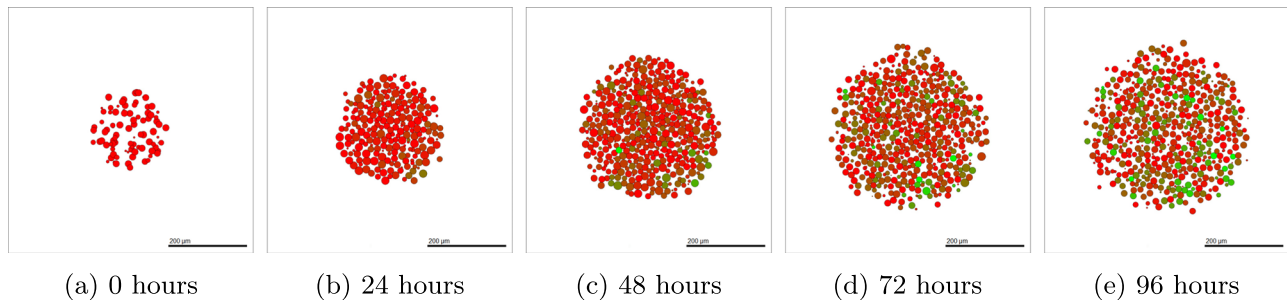 200 μm
200 μm
200 μm
200 μm
200 μm
(a) 0 hours
(b) 24 hours
(c) 48 hours
(d) 72 hours
(e) 96 hours